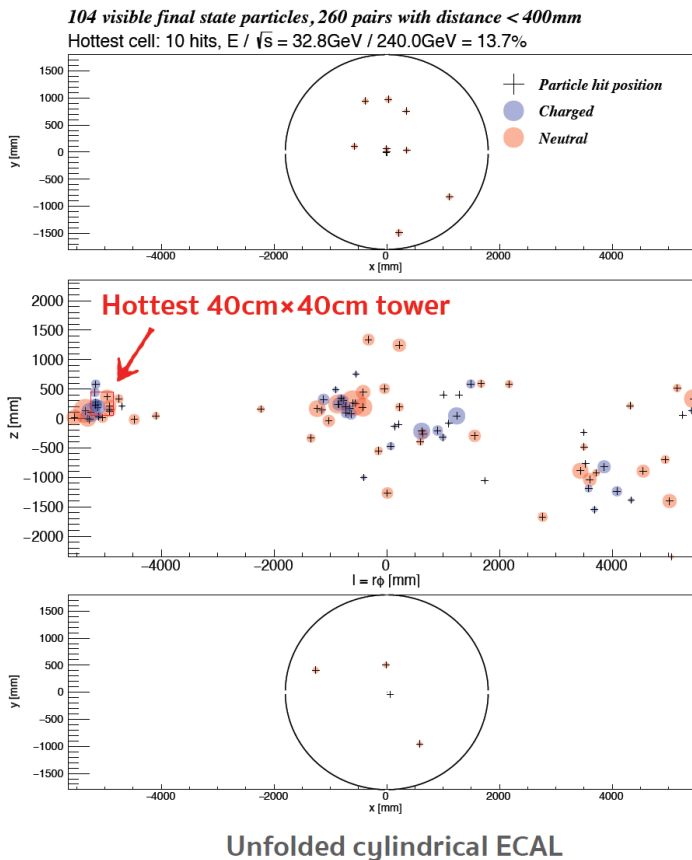 104 visible final state particles, 260 pairs with distance < 400mm
Hottest cell: 10 hits, E / √s = 32.8GeV / 240.0GeV = 13.7%
1500
1000
500
0
−500
−1000
−1500
y [mm]
Particle hit position
Charged
Neutral
−4000
−2000
0
2000
4000
x [mm]
Hottest 40cm×40cm tower
2000
1500
1000
500
0
−500
−1000
−1500
−2000
z [mm]
−4000
−2000
0
2000
4000
l = rϕ [mm]
1500
1000
500
0
−500
−1000
−1500
y [mm]
−4000
−2000
0
2000
4000
x [mm]
Unfolded cylindrical ECAL